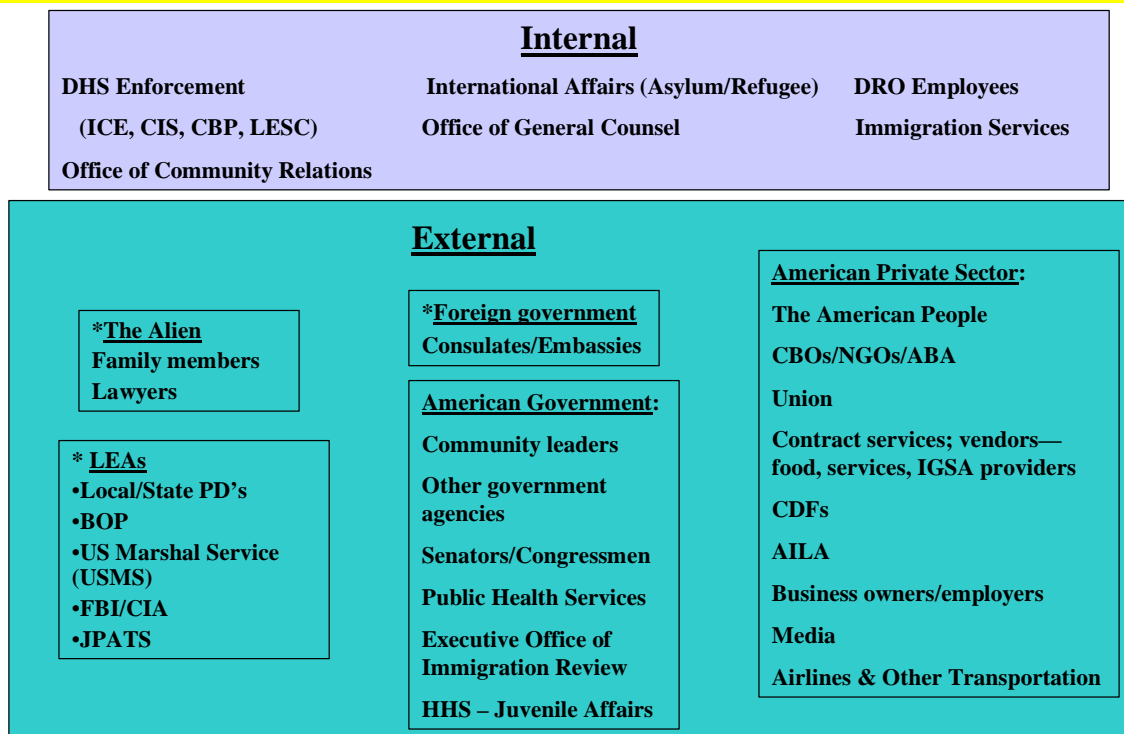 Internal
DHS Enforcement
International Affairs (Asylum/Refugee)
DRO Employees
(ICE, CIS, CBP, LESC)
Office of General Counsel
Immigration Services
Office of Community Relations
External
*The Alien
Family members
Lawyers
* LEAs
•Local/State PD’s
•BOP
•US Marshal Service
(USMS)
•FBI/CIA
•JPATS
*Foreign government
Consulates/Embassies
American Government:
Community leaders
Other government
agencies
Senators/Congressmen
Public Health Services
Executive Office of
Immigration Review
HHS – Juvenile Affairs
American Private Sector:
The American People
CBOs/NGOs/ABA
Union
Contract services; vendors—
food, services, IGSA providers
CDFs
AILA
Business owners/employers
Media
Airlines & Other Transportation